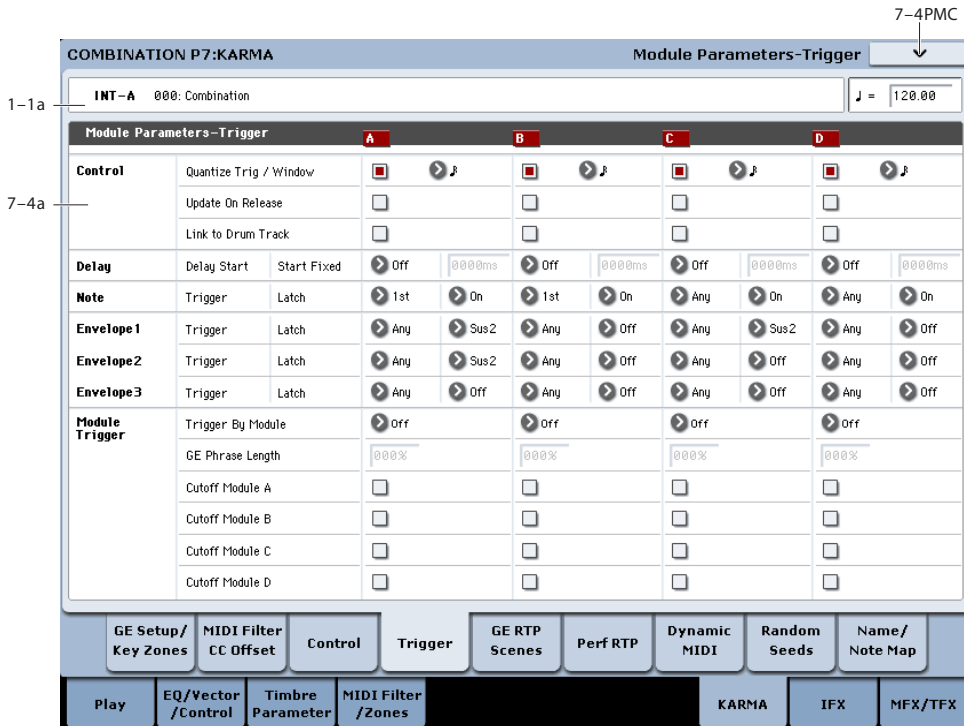 7-4PMC
COMBINATION P7:KARMA Module Parameters-Trigger
1-1a
INT-A 000: Combination ♩ = 120.00
Module Parameters-Trigger A B C D
7-4a
Control Quantize Trig / Window ♪ ♪ ♪ ♪
Update On Release
Link to Drum Track
Delay Delay Start Start Fixed Off 0000ms Off 0000ms Off 0000ms Off 0000ms
Note Trigger Latch 1st On 1st On Any On Any On
Envelope1 Trigger Latch Any Sus2 Any Off Any Sus2 Any Off
Envelope2 Trigger Latch Any Sus2 Any Off Any Off Any Off
Envelope3 Trigger Latch Any Off Any Off Any Off Any Off
Module
Trigger
Trigger By Module Off Off Off Off
GE Phrase Length 000% 000% 000% 000%
Cutoff Module A
Cutoff Module B
Cutoff Module C
Cutoff Module D
GE Setup/
Key Zones
MIDI Filter
CC Offset
Control
Trigger
GE RTP
Scenes
Perf RTP
Dynamic
MIDI
Random
Seeds
Name/
Note Map
Play
EQ/Vector
/Control
Timbre
Parameter
MIDI Filter
/Zones
KARMA
IFX
MFX/TFX